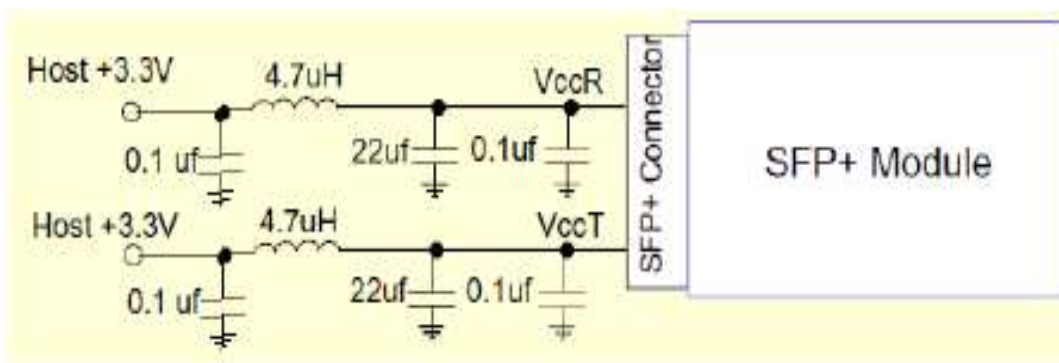 Host +3.3V
4.7uH
VccR
0.1 uf
22uf
0.1uf
Host +3.3V
4.7uH
VccT
0.1 uf
22uf
0.1uf
SFP+ Connector
SFP+ Module